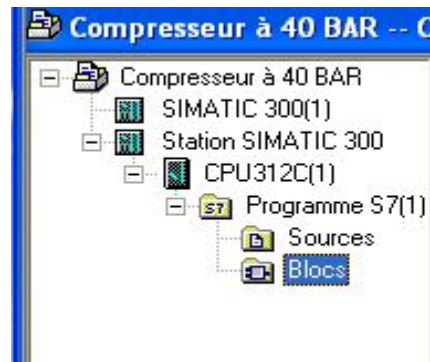 Compresseur à 40 BAR -- C
Compresseur à 40 BAR
SIMATIC 300(1)
Station SIMATIC 300
CPU312C(1)
S7 Programme S7(1)
Sources
Blocs